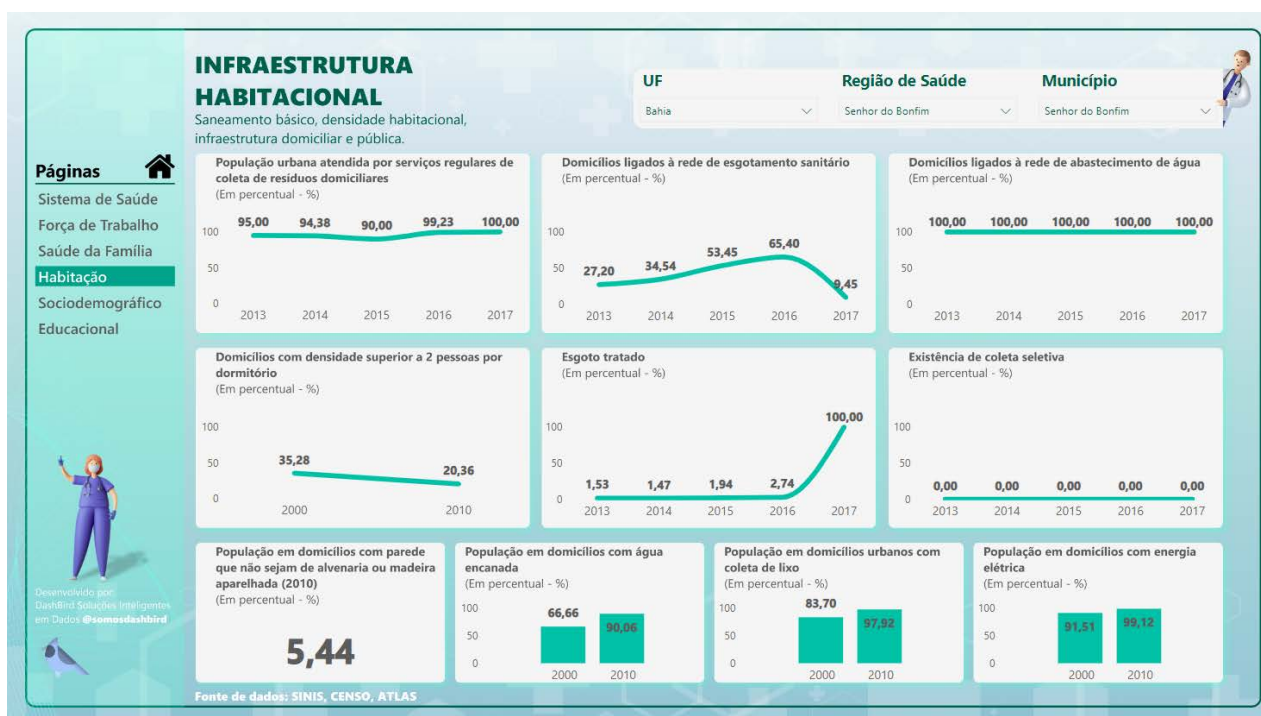 INFRAESTRUTURA
HABITACIONAL
Saneamento básico, densidade habitacional,
infraestrutura domiciliar e pública.
UF
Bahia
Região de Saúde
Senhor do Bonfim
Município
Senhor do Bonfim
Páginas
Sistema de Saúde
Força de Trabalho
Saúde da Família
Habitação
Sociodemográfico
Educacional
Desenvolvido por:
DashBird Soluções Inteligentes
em Dados @somosdashbird
População urbana atendida por serviços regulares de
coleta de resíduos domiciliares
(Em percentual - %)
95,00 94,38 90,00 99,23 100,00
100
50
0
2013 2014 2015 2016 2017
Domicílios ligados à rede de esgotamento sanitário
(Em percentual - %)
100
50
0
27,20 34,54 53,45 65,40 9,45
2013 2014 2015 2016 2017
Domicílios ligados à rede de abastecimento de água
(Em percentual - %)
100,00 100,00 100,00 100,00 100,00
100
50
0
2013 2014 2015 2016 2017
Domicílios com densidade superior a 2 pessoas por
dormitório
(Em percentual - %)
100
50
0
35,28 20,36
2000 2010
Esgoto tratado
(Em percentual - %)
100
50
0
1,53 1,47 1,94 2,74 100,00
2013 2014 2015 2016 2017
Existência de coleta seletiva
(Em percentual - %)
100
50
0
0,00 0,00 0,00 0,00 0,00
2013 2014 2015 2016 2017
População em domicílios com parede
que não sejam de alvenaria ou madeira
aparelhada (2010)
(Em percentual - %)
5,44
População em domicílios com água
encanada
(Em percentual - %)
100
50
0
66,66 90,06
2000 2010
População em domicílios urbanos com
coleta de lixo
(Em percentual - %)
100
50
0
83,70 97,92
2000 2010
População em domicílios com energia
elétrica
(Em percentual - %)
100
50
0
91,51 99,12
2000 2010
Fonte de dados: SINIS, CENSO, ATLAS